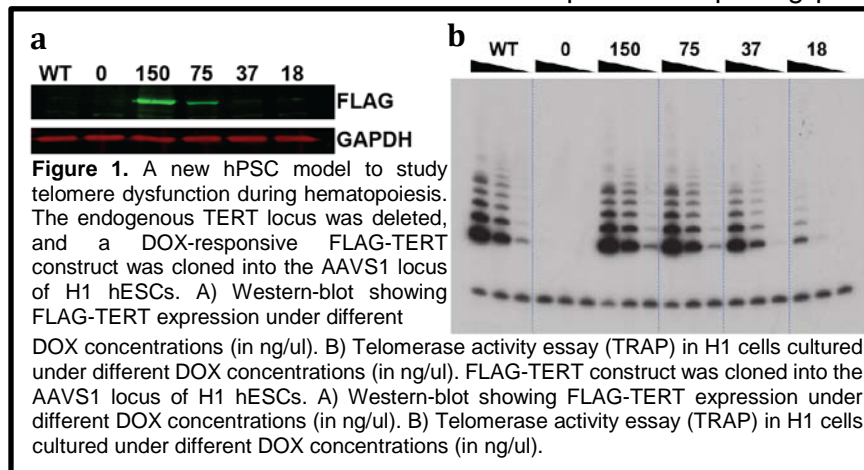 a
WT 0 150 75 37 18
FLAG
GAPDH
b
WT 0 150 75 37 18
Figure 1. A new hPSC model to study
telomere dysfunction during hematopoiesis.
The endogenous TERT locus was deleted,
and a DOX-responsive FLAG-TERT
construct was cloned into the AAVS1 locus
of H1 hESCs. A) Western-blot showing
FLAG-TERT expression under different
DOX concentrations (in ng/ul). B) Telomerase activity essay (TRAP) in H1 cells cultured
under different DOX concentrations (in ng/ul). FLAG-TERT construct was cloned into the
AAVS1 locus of H1 hESCs. A) Western-blot showing FLAG-TERT expression under
different DOX concentrations (in ng/ul). B) Telomerase activity essay (TRAP) in H1 cells
cultured under different DOX concentrations (in ng/ul).